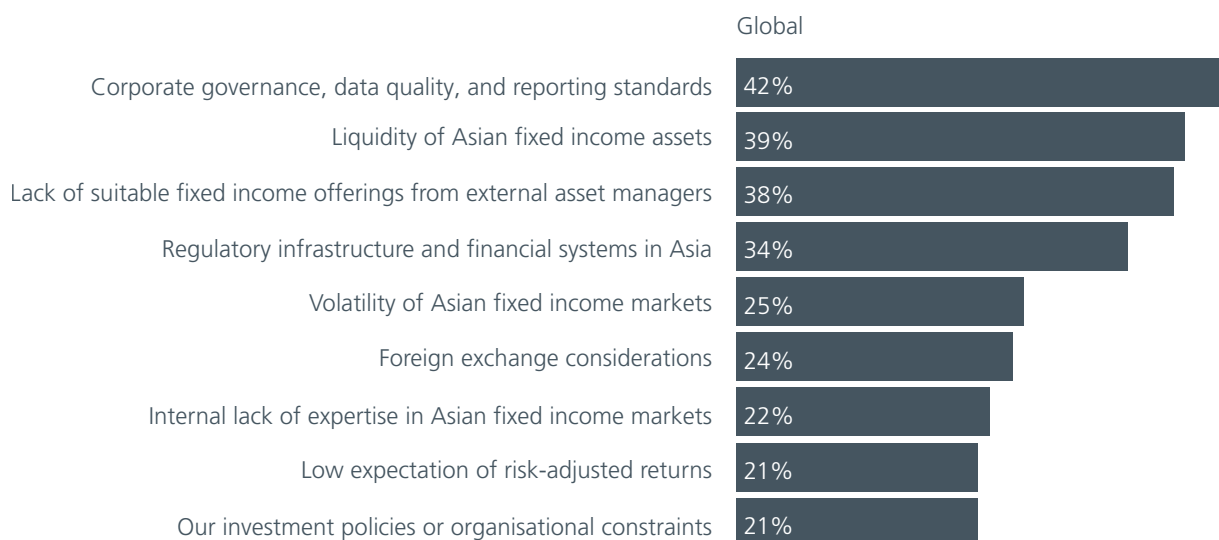 Global
Corporate governance, data quality, and reporting standards 42%
Liquidity of Asian fixed income assets 39%
Lack of suitable fixed income offerings from external asset managers 38%
Regulatory infrastructure and financial systems in Asia 34%
Volatility of Asian fixed income markets 25%
Foreign exchange considerations 24%
Internal lack of expertise in Asian fixed income markets 22%
Low expectation of risk-adjusted returns 21%
Our investment policies or organisational constraints 21%